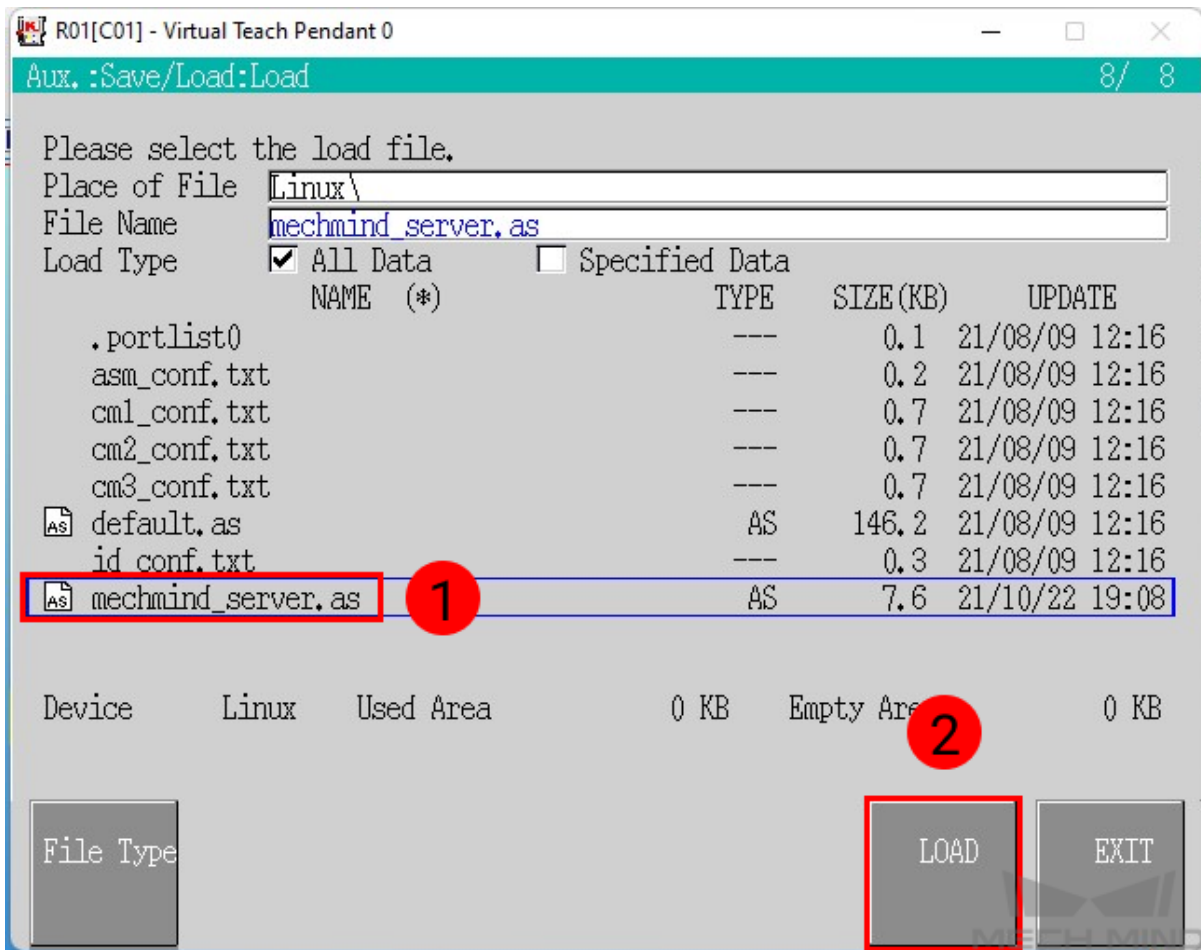 R01[C01] - Virtual Teach Pendant 0
Aux.:Save/Load:Load 8/ 8
Please select the load file.
Place of File Linux\
File Name mechmind_server.as
Load Type All Data Specified Data
NAME (*) TYPE SIZE(KB) UPDATE
.portlist0 --- 0.1 21/08/09 12:16
asm_conf.txt --- 0.2 21/08/09 12:16
cm1_conf.txt --- 0.7 21/08/09 12:16
cm2_conf.txt --- 0.7 21/08/09 12:16
cm3_conf.txt --- 0.7 21/08/09 12:16
AS default.as AS 146.2 21/08/09 12:16
id_conf.txt --- 0.3 21/08/09 12:16
AS mechmind_server.as 1 AS 7.6 21/10/22 19:08
Device Linux Used Area 0 KB Empty Are 0 KB
2
File Type LOAD EXIT
MECH MIND